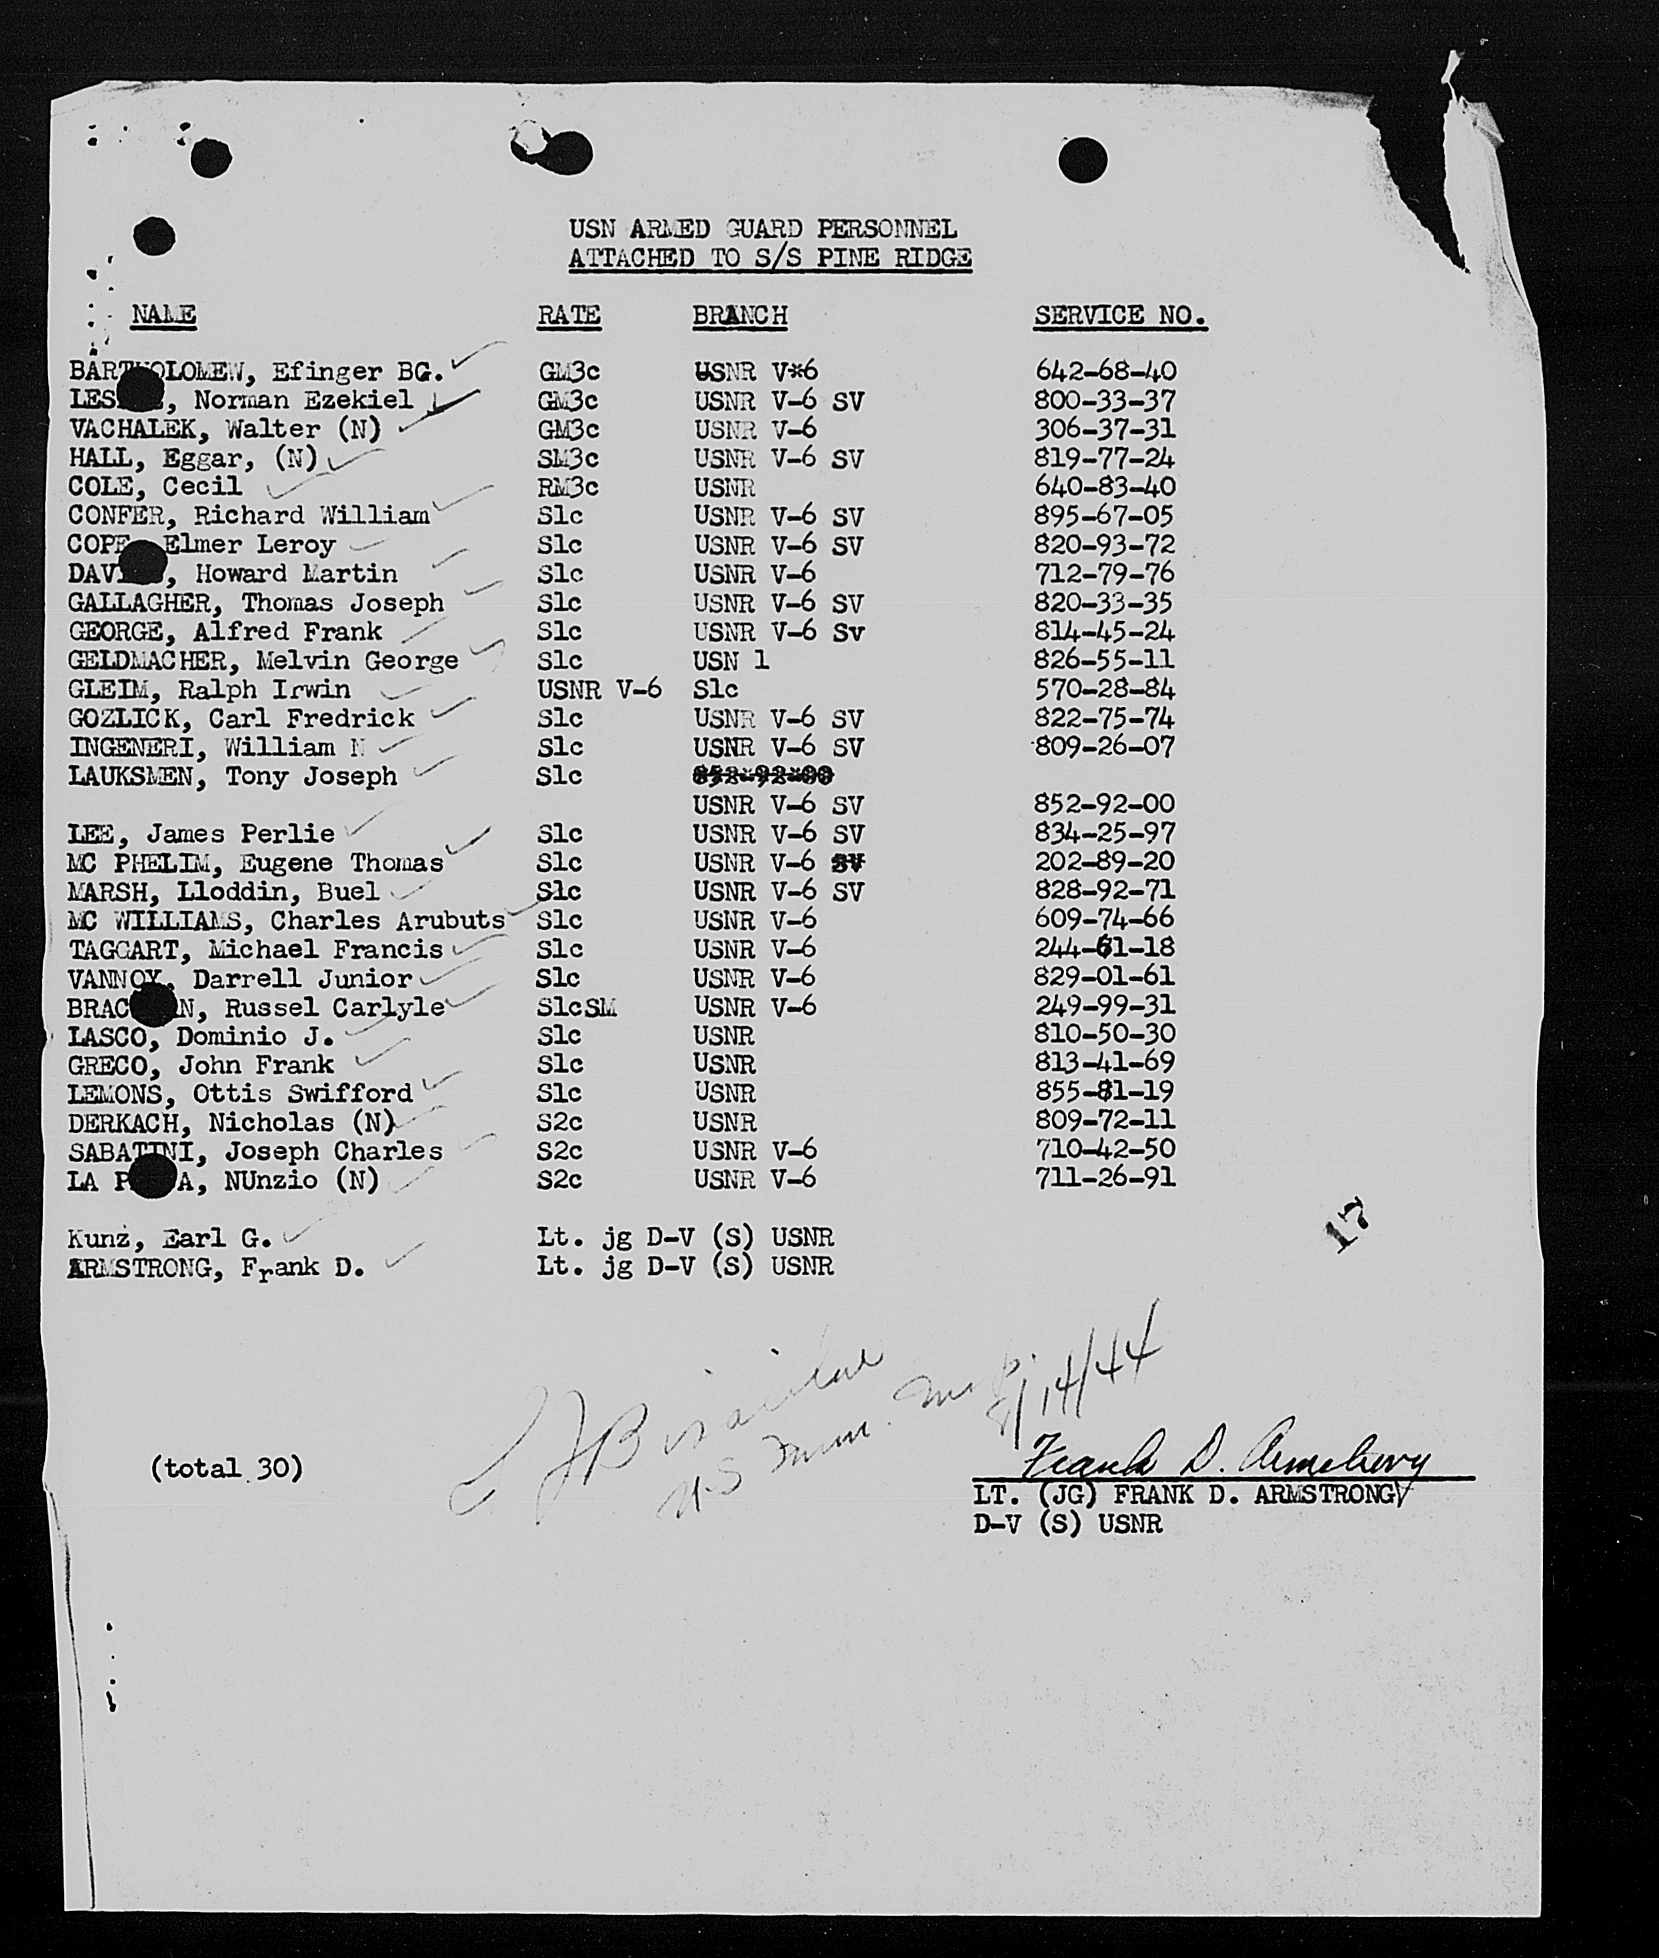 USN ARMED GUARD PERSONNEL
ATTACHED TO S/S PINE RIDGE
NAME RATE BRANCH SERVICE NO.
BARTHOLOMEW, Efinger BG. GM3c USNR V*6 642-68-40
LES, Norman Ezekiel GM3c USNR V-6 SV 800-33-37
VACHALEK, Walter (N) GM3c USNR V-6 306-37-31
HALL, Eggar, (N) SM3c USNR V-6 SV 819-77-24
COLE, Cecil RM3c USNR 640-83-40
CONFER, Richard William S1c USNR V-6 SV 895-67-05
COPE Elmer Leroy S1c USNR V-6 SV 820-93-72
DAV, Howard Martin S1c USNR V-6 712-79-76
GALLAGHER, Thomas Joseph S1c USNR V-6 SV 820-33-35
GEORGE, Alfred Frank S1c USNR V-6 Sv 814-45-24
GELDMACHER, Melvin George S1c USN 1 826-55-11
GLEIM, Ralph Irwin USNR V-6 S1c 570-28-84
GOZLICK, Carl Fredrick S1c USNR V-6 SV 822-75-74
INGENERI, William N S1c USNR V-6 SV 809-26-07
LAUKSMEN, Tony Joseph S1c 852-92-00
USNR V-6 SV 852-92-00
LEE, James Perlie S1c USNR V-6 SV 834-25-97
MC PHELIM, Eugene Thomas S1c USNR V-6 SV 202-89-20
MARSH, Lloddin, Buel S1c USNR V-6 SV 828-92-71
MC WILLIAMS, Charles Arubuts S1c USNR V-6 609-74-66
TAGGART, Michael Francis S1c USNR V-6 244-61-18
VANNOY, Darrell Junior S1c USNR V-6 829-01-61
BRAC N, Russel Carlyle S1cSM USNR V-6 249-99-31
LASCO, Dominio J. S1c USNR 810-50-30
GRECO, John Frank S1c USNR 813-41-69
LEMONS, Ottis Swifford S1c USNR 855-81-19
DERKACH, Nicholas (N) S2c USNR 809-72-11
SABATINI, Joseph Charles S2c USNR V-6 710-42-50
LA P A, NUnzio (N) S2c USNR V-6 711-26-91
Kunz, Earl G. Lt. jg D-V (S) USNR
ARMSTRONG, Frank D. Lt. jg D-V (S) USNR
17
8/14/44
U.S
(total 30)
Frank D. Armstrong
LT. (JG) FRANK D. ARMSTRONG
D-V (S) USNR